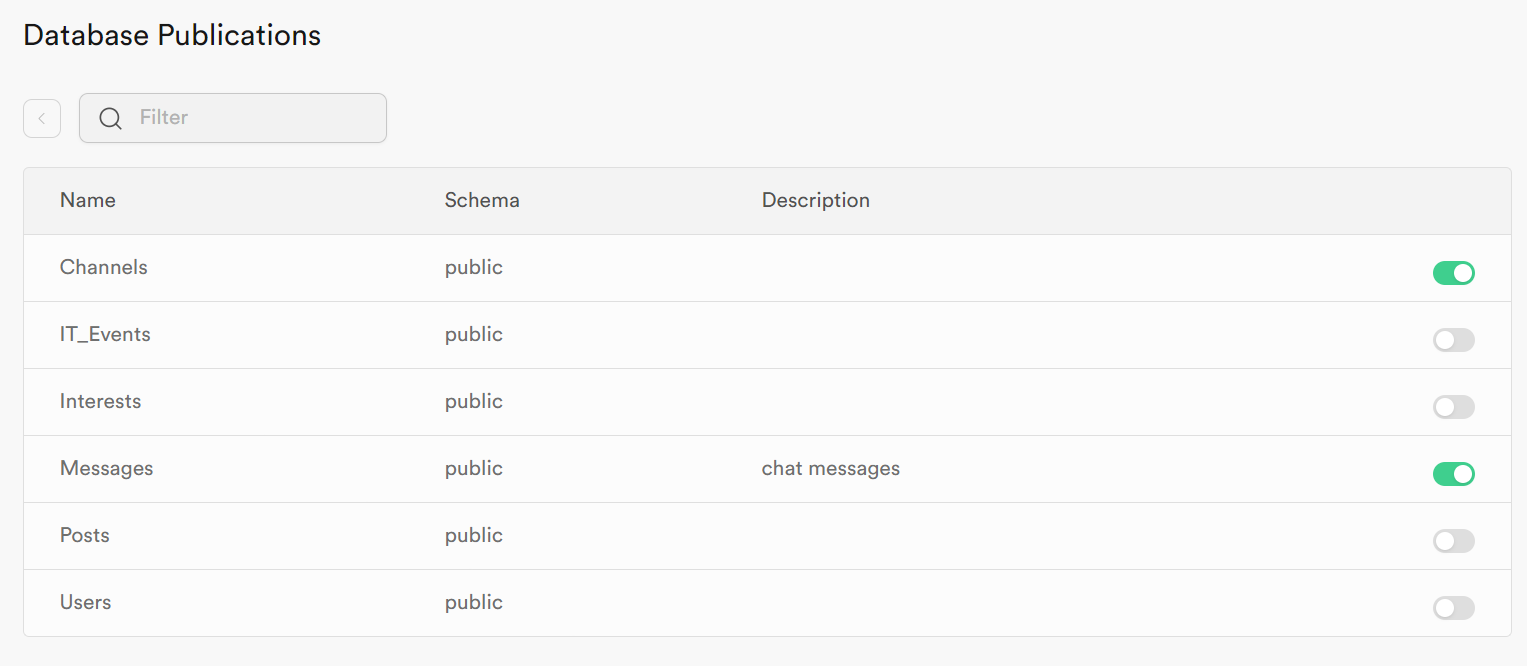 Database Publications
Filter
Name Schema Description
Channels public
IT_Events public
Interests public
Messages public chat messages
Posts public
Users public